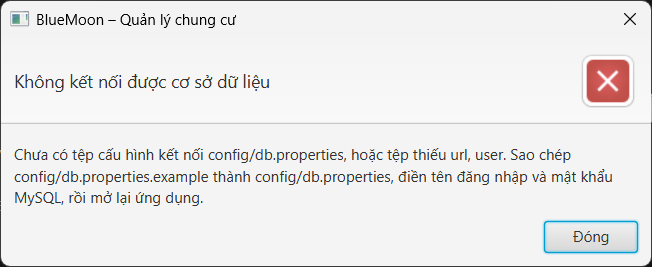 BlueMoon – Quản lý chung cư
Không kết nối được cơ sở dữ liệu
Chưa có tệp cấu hình kết nối config/db.properties, hoặc tệp thiếu url, user. Sao chép
config/db.properties.example thành config/db.properties, điền tên đăng nhập và mật khẩu
MySQL, rồi mở lại ứng dụng.
Đóng